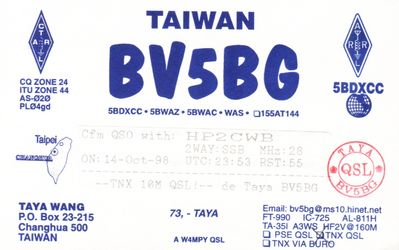 TAIWAN
BV5BG
5BDXCC • 5BWAZ • 5BWAC • WAS • 155AT144
CQ ZONE 24
ITU ZONE 44
AS-Ø2Ø
PLØ4gd
5BDXCC
Taipei
CHANGHUA
Cfm QSO with: HP2CWB
2WAY:SSB MHz:28
ON:14-Oct-98 UTC:23:53 RST:55
--TNX 10M QSL:-- de Taya BV5BG
TAYA
QSL
BV5BG
TAYA WANG
P.O. Box 23-215
Changhua 500
TAIWAN
73, - TAYA
A W4MPY QSL
Email: bv5bg@ms10.hinet.net
FT-990 IC-725 AL-811H
TA-35I A3WS HF2V@160M
PSE QSL TNX QSL
TNX VIA BURO